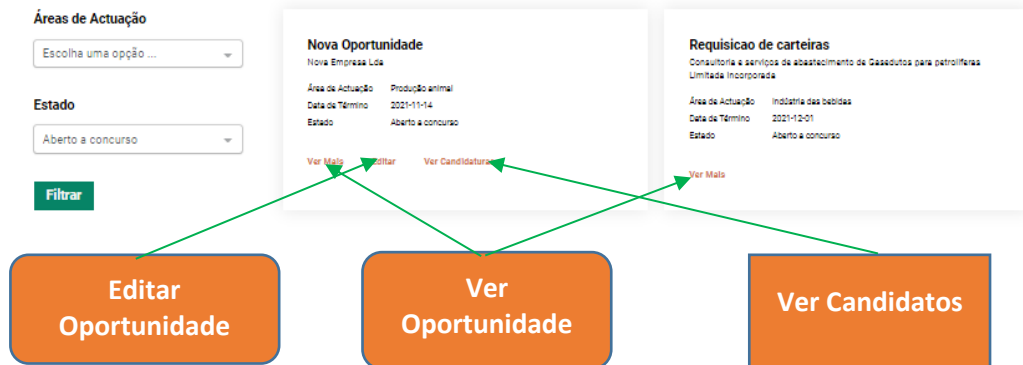 Áreas de Actuação
Escolha uma opção ...
Estado
Aberto a concurso
Filtrar
Nova Oportunidade
Nova Empresa Lda
Área de Actuação Produção animal
Data de Término 2021-11-14
Estado Aberto a concurso
Ver Mais Editar Ver Candidaturas
Requisicao de carteiras
Consultoria e serviços de abastecimento de Gasedutos para petrolíferas
Limitada Incorporada
Área de Actuação Indústria das bebidas
Data de Término 2021-12-01
Estado Aberto a concurso
Ver Mais
Editar
Oportunidade
Ver
Oportunidade
Ver Candidatos